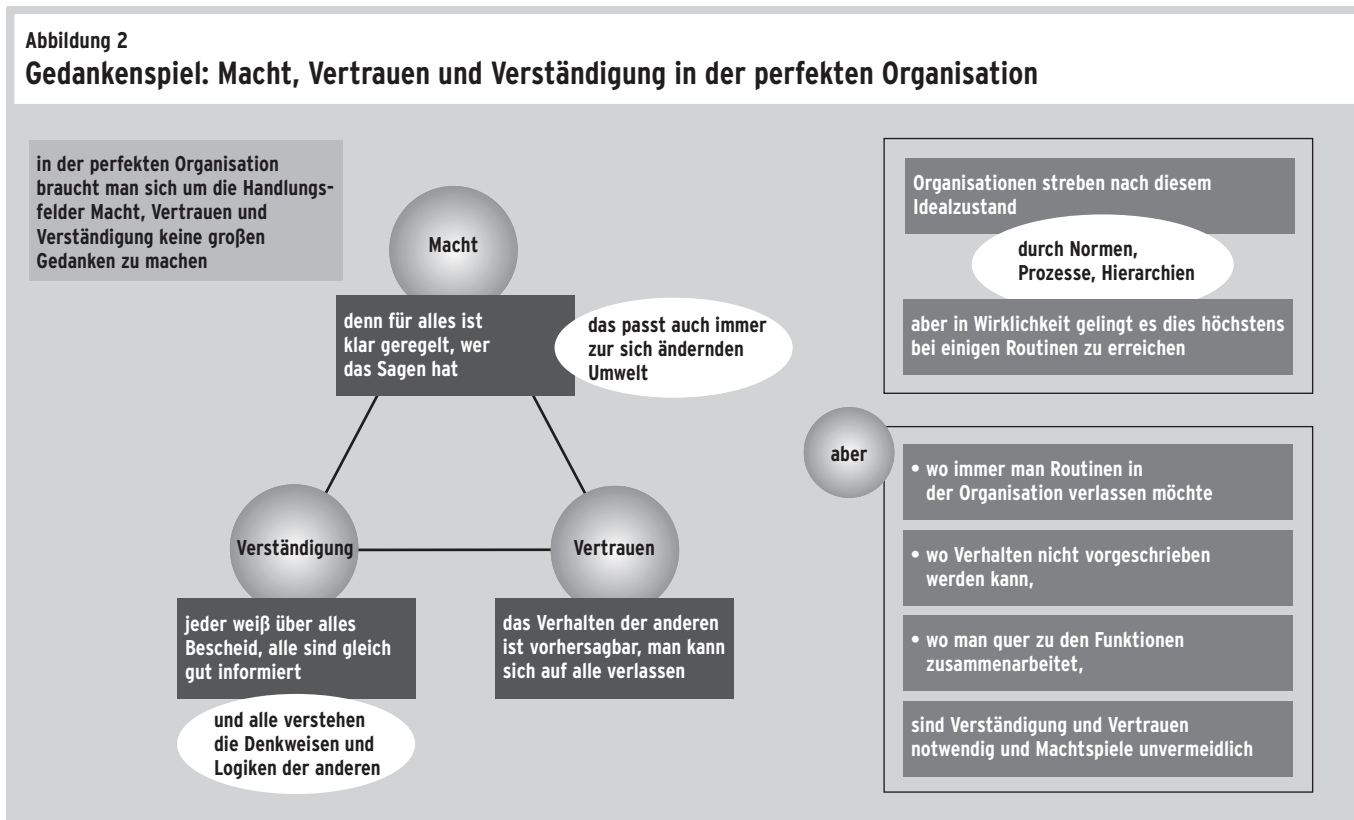 Abbildung 2
Gedankenspiel: Macht, Vertrauen und Verständigung in der perfekten Organisation
in der perfekten Organisation
braucht man sich um die Handlungs-
felder Macht, Vertrauen und
Verständigung keine großen
Gedanken zu machen
Macht
denn für alles ist
klar geregelt, wer
das Sagen hat
das passt auch immer
zur sich ändernden
Umwelt
Verständigung
jeder weiß über alles
Bescheid, alle sind gleich
gut informiert
und alle verstehen
die Denkweisen und
Logiken der anderen
Vertrauen
das Verhalten der anderen
ist vorhersagbar, man kann
sich auf alle verlassen
Organisationen streben nach diesem
Idealzustand
durch Normen,
Prozesse, Hierarchien
aber in Wirklichkeit gelingt es dies höchstens
bei einigen Routinen zu erreichen
aber
• wo immer man Routinen in
der Organisation verlassen möchte
• wo Verhalten nicht vorgeschrieben
werden kann,
• wo man quer zu den Funktionen
zusammenarbeitet,
sind Verständigung und Vertrauen
notwendig und Machtspiele unvermeidlich